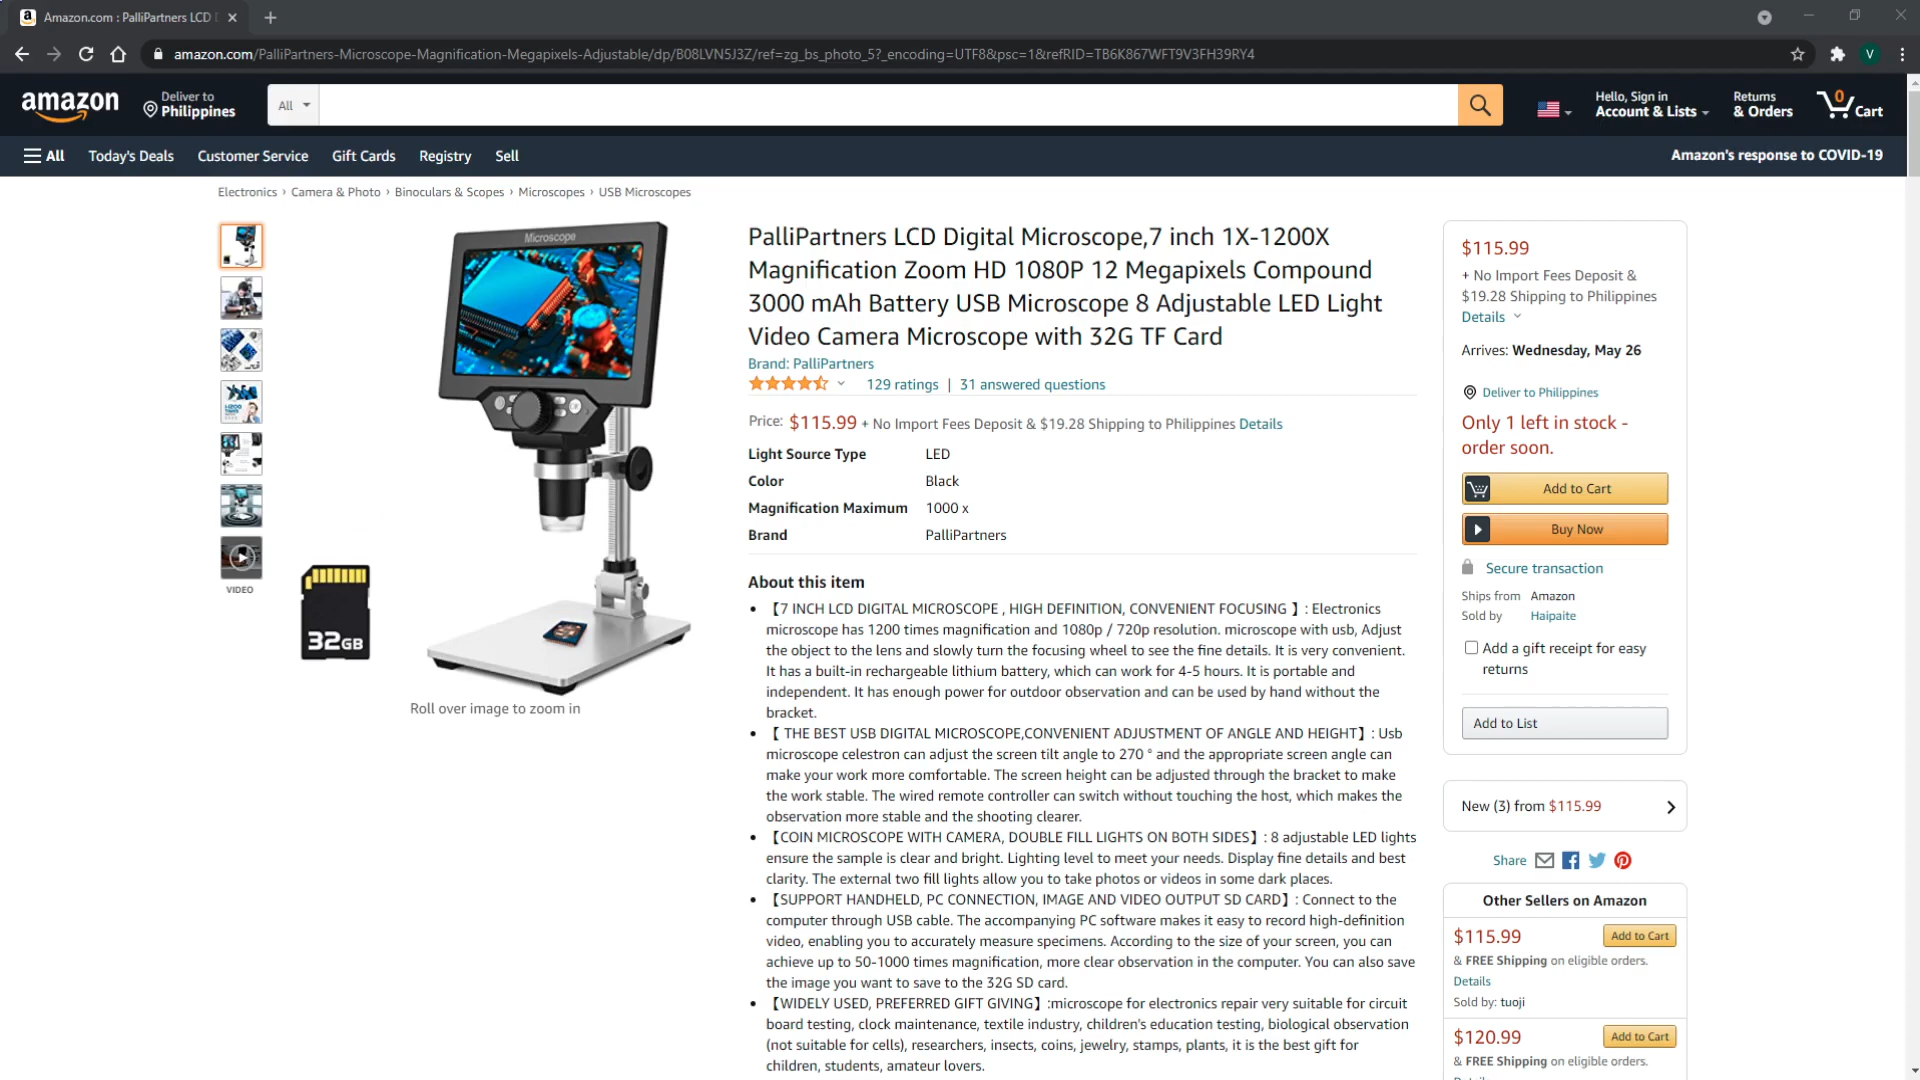 Amazon.com : PalliPartners LCD D
amazon.com/PalliPartners-Microscope-Magnification-Megapixels-Adjustable/dp/B08LVN5J3Z/ref=zg_bs_photo_5?_encoding=UTF8&psc=1&refRID=TB6K867WFT9V3FH39RY4
V
amazon
Deliver to
Philippines
All
Hello, Sign in
Account & Lists
Returns
& Orders
0
Cart
All
Today's Deals
Customer Service
Gift Cards
Registry
Sell
Amazon's response to COVID-19
Electronics › Camera & Photo › Binoculars & Scopes › Microscopes › USB Microscopes
VIDEO
Microscope
32GB
Roll over image to zoom in
PalliPartners LCD Digital Microscope,7 inch 1X-1200X
Magnification Zoom HD 1080P 12 Megapixels Compound
3000 mAh Battery USB Microscope 8 Adjustable LED Light
Video Camera Microscope with 32G TF Card
Brand: PalliPartners
129 ratings | 31 answered questions
Price: $115.99 + No Import Fees Deposit & $19.28 Shipping to Philippines Details
Light Source Type LED
Color Black
Magnification Maximum 1000 x
Brand PalliPartners
About this item
• 【7 INCH LCD DIGITAL MICROSCOPE , HIGH DEFINITION, CONVENIENT FOCUSING 】: Electronics
microscope has 1200 times magnification and 1080p / 720p resolution. microscope with usb, Adjust
the object to the lens and slowly turn the focusing wheel to see the fine details. It is very convenient.
It has a built-in rechargeable lithium battery, which can work for 4-5 hours. It is portable and
independent. It has enough power for outdoor observation and can be used by hand without the
bracket.
• 【 THE BEST USB DIGITAL MICROSCOPE,CONVENIENT ADJUSTMENT OF ANGLE AND HEIGHT】: Usb
microscope celestron can adjust the screen tilt angle to 270 ° and the appropriate screen angle can
make your work more comfortable. The screen height can be adjusted through the bracket to make
the work stable. The wired remote controller can switch without touching the host, which makes the
observation more stable and the shooting clearer.
• 【COIN MICROSCOPE WITH CAMERA, DOUBLE FILL LIGHTS ON BOTH SIDES】: 8 adjustable LED lights
ensure the sample is clear and bright. Lighting level to meet your needs. Display fine details and best
clarity. The external two fill lights allow you to take photos or videos in some dark places.
• 【SUPPORT HANDHELD, PC CONNECTION, IMAGE AND VIDEO OUTPUT SD CARD】: Connect to the
computer through USB cable. The accompanying PC software makes it easy to record high-definition
video, enabling you to accurately measure specimens. According to the size of your screen, you can
achieve up to 50-1000 times magnification, more clear observation in the computer. You can also save
the image you want to save to the 32G SD card.
• 【WIDELY USED, PREFERRED GIFT GIVING】:microscope for electronics repair very suitable for circuit
board testing, clock maintenance, textile industry, children's education testing, biological observation
(not suitable for cells), researchers, insects, coins, jewelry, stamps, plants, it is the best gift for
children, students, amateur lovers.
$115.99
+ No Import Fees Deposit &
$19.28 Shipping to Philippines
Details
Arrives: Wednesday, May 26
Deliver to Philippines
Only 1 left in stock -
order soon.
Add to Cart
Buy Now
Secure transaction
Ships from Amazon
Sold by Haipaite
Add a gift receipt for easy
returns
Add to List
New (3) from $115.99
Share
Other Sellers on Amazon
$115.99
Add to Cart
& FREE Shipping on eligible orders.
Details
Sold by: tuoji
$120.99
Add to Cart
& FREE Shipping on eligible orders.